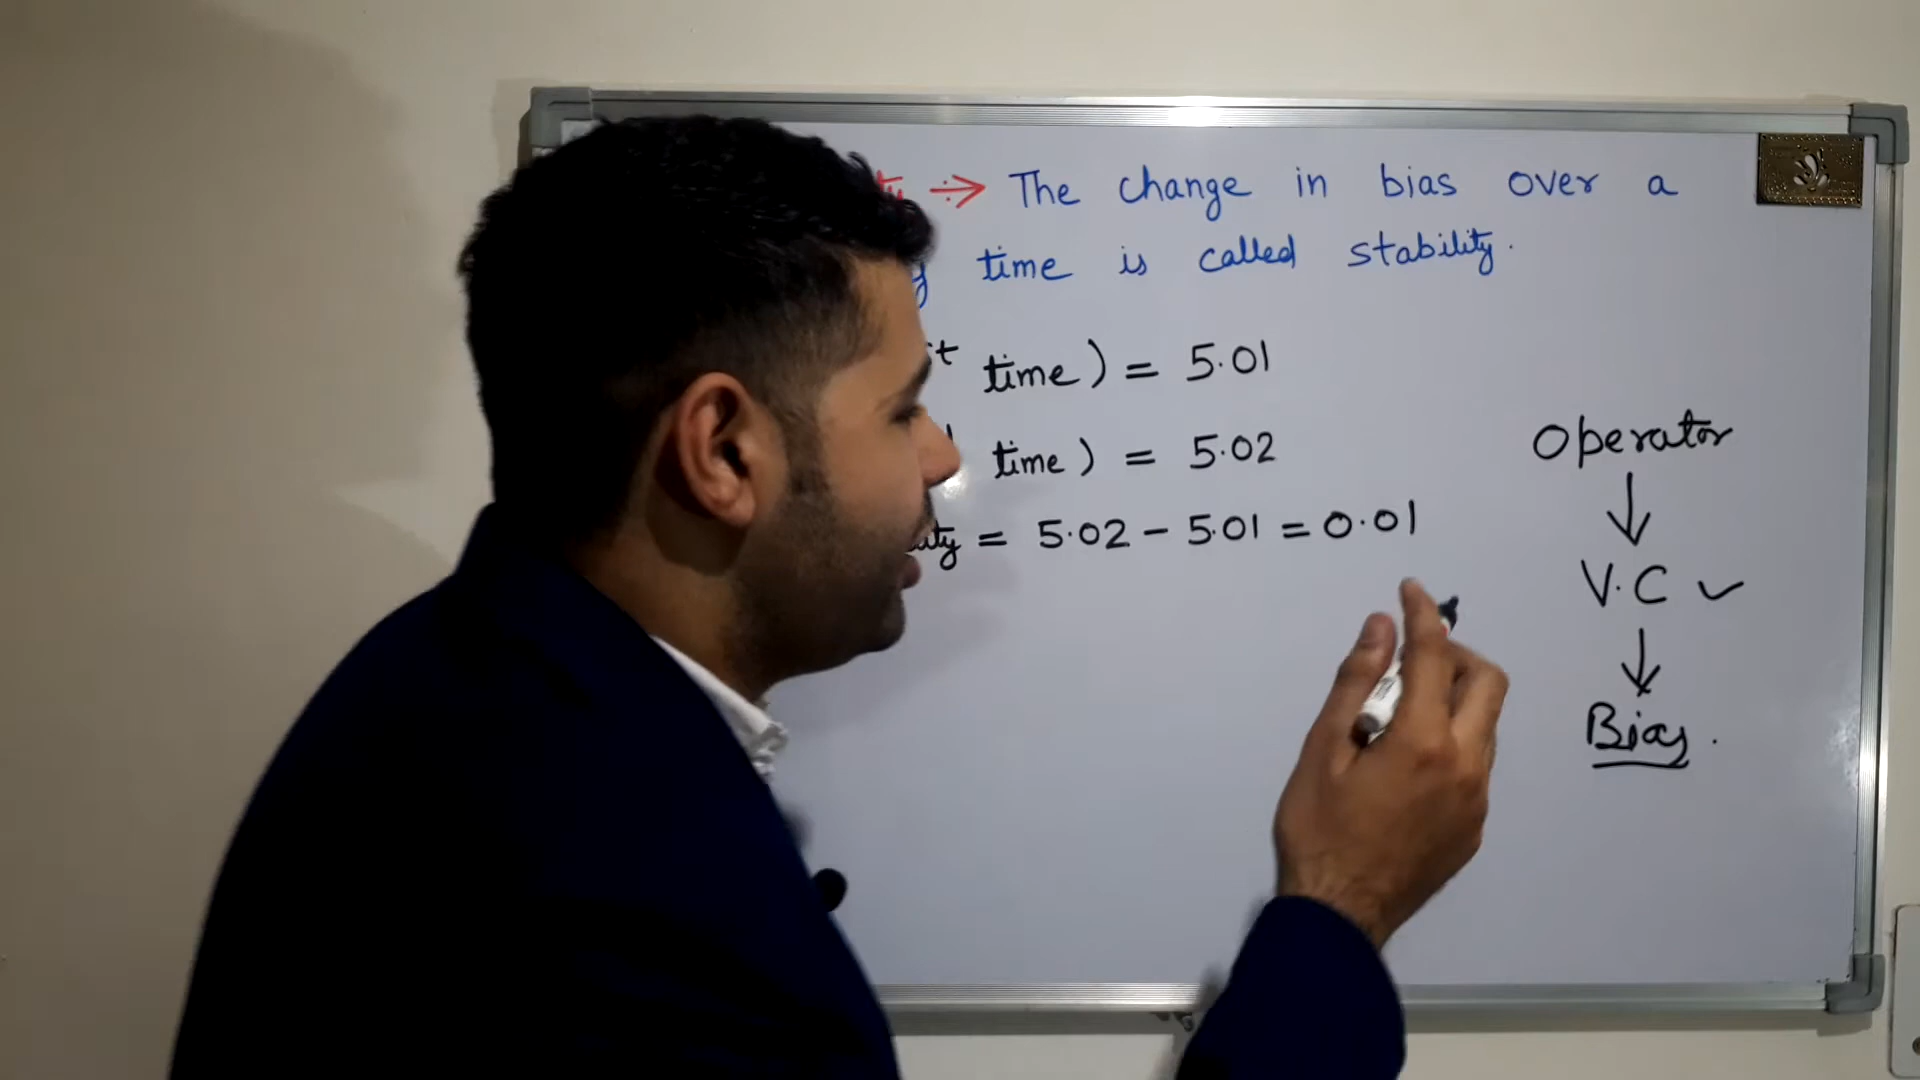 → The change in bias over a
time is called stability.
time) = 5.01
time) = 5.02
= 5.02 - 5.01 = 0.01
Operator
↓
V.C ✓
↓
Bias.